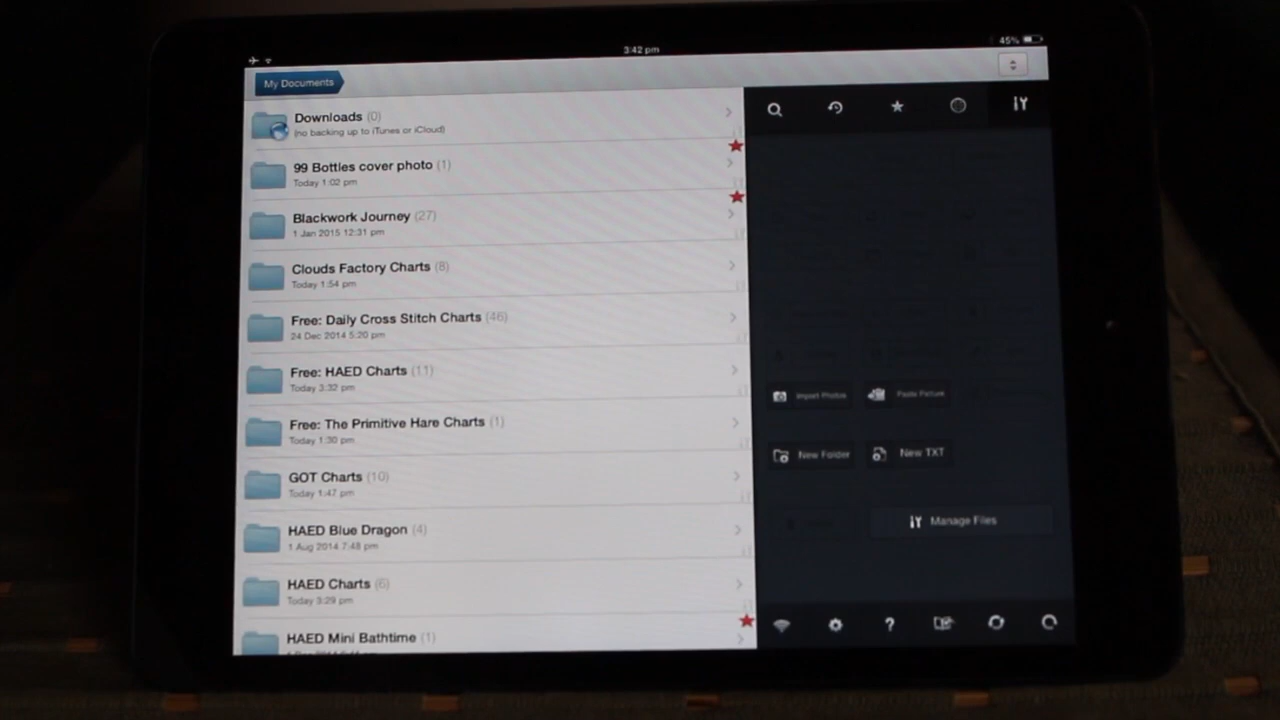 3:42 pm
45%
My Documents
Downloads (0)
(no backing up to iTunes or iCloud)
99 Bottles cover photo (1)
Today 1:02 pm
Blackwork Journey (27)
1 Jan 2015 12:31 pm
Clouds Factory Charts (8)
Today 1:54 pm
Free: Daily Cross Stitch Charts (46)
24 Dec 2014 5:20 pm
Free: HAED Charts (11)
Today 3:32 pm
Free: The Primitive Hare Charts (1)
Today 1:30 pm
GOT Charts (10)
Today 1:47 pm
HAED Blue Dragon (4)
1 Aug 2014 7:48 pm
HAED Charts (6)
Today 3:29 pm
HAED Mini Bathtime (1)
Import Photos
Paste Picture
New Folder
New TXT
Manage Files